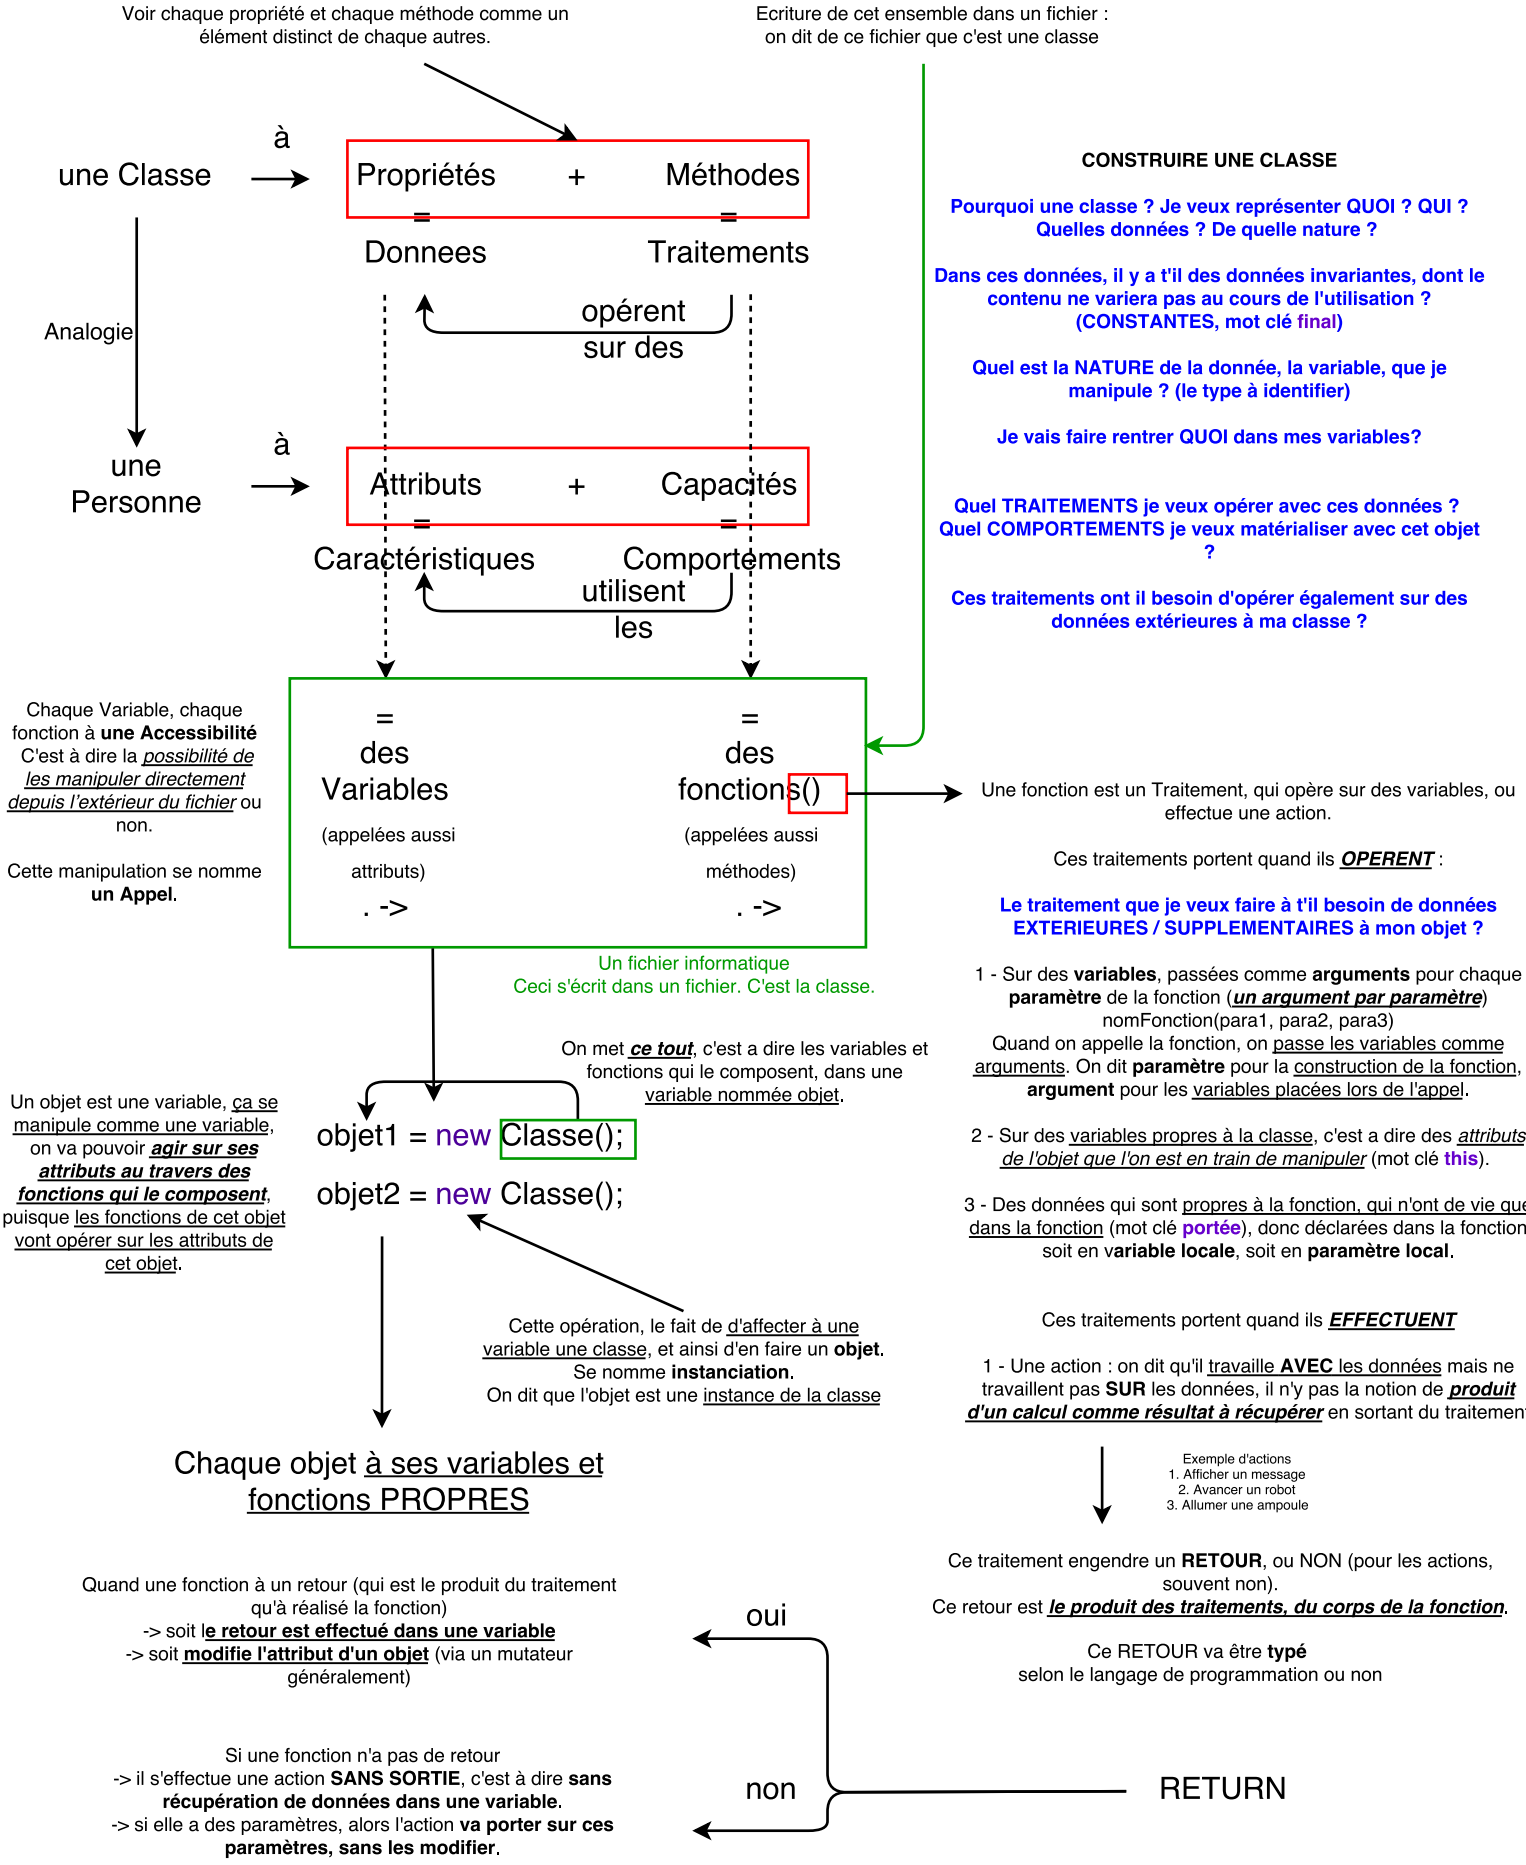 Voir chaque propriété et chaque méthode comme un
élément distinct de chaque autres.
Ecriture de cet ensemble dans un fichier :
on dit de ce fichier que c'est une classe
une Classe
à
Propriétés + Méthodes
= =
Donnees Traitements
opérent
sur des
Analogie
une
Personne
à
Attributs + Capacités
= =
Caractéristiques Comportements
utilisent
les
CONSTRUIRE UNE CLASSE
Pourquoi une classe ? Je veux représenter QUOI ? QUI ?
Quelles données ? De quelle nature ?
Dans ces données, il y a t'il des données invariantes, dont le
contenu ne variera pas au cours de l'utilisation ?
(CONSTANTES, mot clé final)
Quel est la NATURE de la donnée, la variable, que je
manipule ? (le type à identifier)
Je vais faire rentrer QUOI dans mes variables?
Quel TRAITEMENTS je veux opérer avec ces données ?
Quel COMPORTEMENTS je veux matérialiser avec cet objet
?
Ces traitements ont il besoin d'opérer également sur des
données extérieures à ma classe ?
Chaque Variable, chaque
fonction à une Accessibilité
C'est à dire la possibilité de
les manipuler directement
depuis l'extérieur du fichier ou
non.
Cette manipulation se nomme
un Appel.
=
des
Variables
(appelées aussi
attributs)
. ->
=
des
fonctions()
(appelées aussi
méthodes)
. ->
Un fichier informatique
Ceci s'écrit dans un fichier. C'est la classe.
Une fonction est un Traitement, qui opère sur des variables, ou
effectue une action.
Ces traitements portent quand ils OPERENT :
Le traitement que je veux faire à t'il besoin de données
EXTERIEURES / SUPPLEMENTAIRES à mon objet ?
1 - Sur des variables, passées comme arguments pour chaque
paramètre de la fonction (un argument par paramètre)
nomFonction(para1, para2, para3)
Quand on appelle la fonction, on passe les variables comme
arguments. On dit paramètre pour la construction de la fonction,
argument pour les variables placées lors de l'appel.
2 - Sur des variables propres à la classe, c'est a dire des attributs
de l'objet que l'on est en train de manipuler (mot clé this).
3 - Des données qui sont propres à la fonction, qui n'ont de vie que
dans la fonction (mot clé portée), donc déclarées dans la fonction
soit en variable locale, soit en paramètre local.
Ces traitements portent quand ils EFFECTUENT
1 - Une action : on dit qu'il travaille AVEC les données mais ne
travaillent pas SUR les données, il n'y pas la notion de produit
d'un calcul comme résultat à récupérer en sortant du traitement
Exemple d'actions
1. Afficher un message
2. Avancer un robot
3. Allumer une ampoule
Ce traitement engendre un RETOUR, ou NON (pour les actions,
souvent non).
Ce retour est le produit des traitements, du corps de la fonction.
Ce RETOUR va être typé
selon le langage de programmation ou non
On met ce tout, c'est a dire les variables et
fonctions qui le composent, dans une
variable nommée objet.
Un objet est une variable, ça se
manipule comme une variable,
on va pouvoir agir sur ses
attributs au travers des
fonctions qui le composent,
puisque les fonctions de cet objet
vont opérer sur les attributs de
cet objet.
objet1 = new Classe();
objet2 = new Classe();
Cette opération, le fait de d'affecter à une
variable une classe, et ainsi d'en faire un objet.
Se nomme instanciation.
On dit que l'objet est une instance de la classe
Chaque objet à ses variables et
fonctions PROPRES
Quand une fonction à un retour (qui est le produit du traitement
qu'à réalisé la fonction)
-> soit le retour est effectué dans une variable
-> soit modifie l'attribut d'un objet (via un mutateur
généralement)
oui
Si une fonction n'a pas de retour
-> il s'effectue une action SANS SORTIE, c'est à dire sans
récupération de données dans une variable.
-> si elle a des paramètres, alors l'action va porter sur ces
paramètres, sans les modifier.
non
RETURN